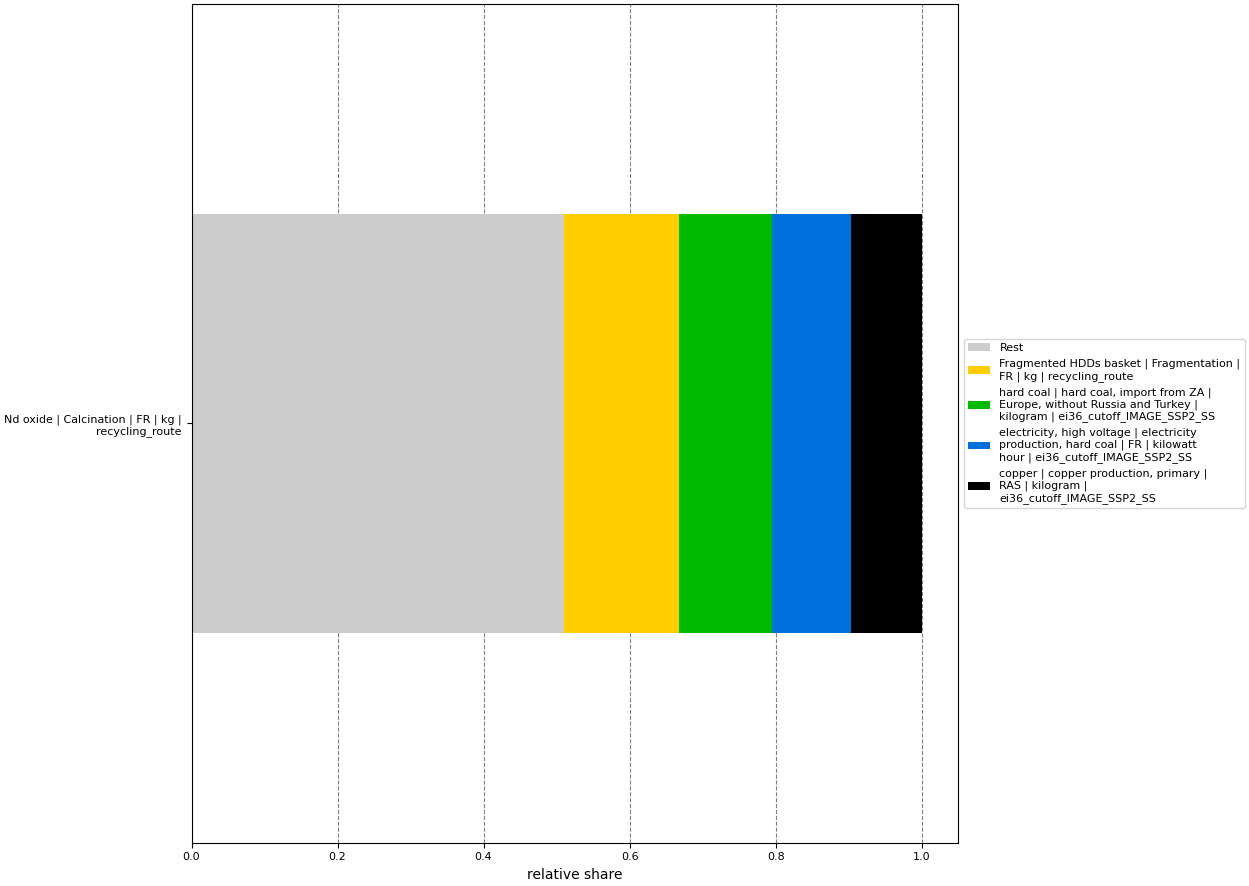 Nd oxide | Calcination | FR | kg |
recycling_route
0.0
0.2
0.4
0.6
0.8
1.0
relative share
Rest
Fragmented HDDs basket | Fragmentation |
FR | kg | recycling_route
hard coal | hard coal, import from ZA |
Europe, without Russia and Turkey |
kilogram | ei36_cutoff_IMAGE_SSP2_SS
electricity, high voltage | electricity
production, hard coal | FR | kilowatt
hour | ei36_cutoff_IMAGE_SSP2_SS
copper | copper production, primary |
RAS | kilogram |
ei36_cutoff_IMAGE_SSP2_SS